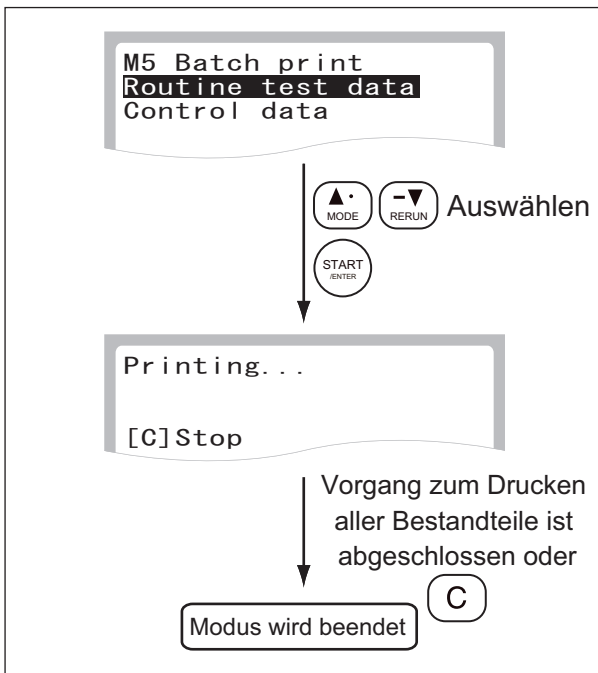 M5 Batch print
Routine test data
Control data
▲·
MODE
-▼
RERUN
Auswählen
START
/ENTER
Printing...
[C]Stop
Vorgang zum Drucken
aller Bestandteile ist
abgeschlossen oder
C
Modus wird beendet